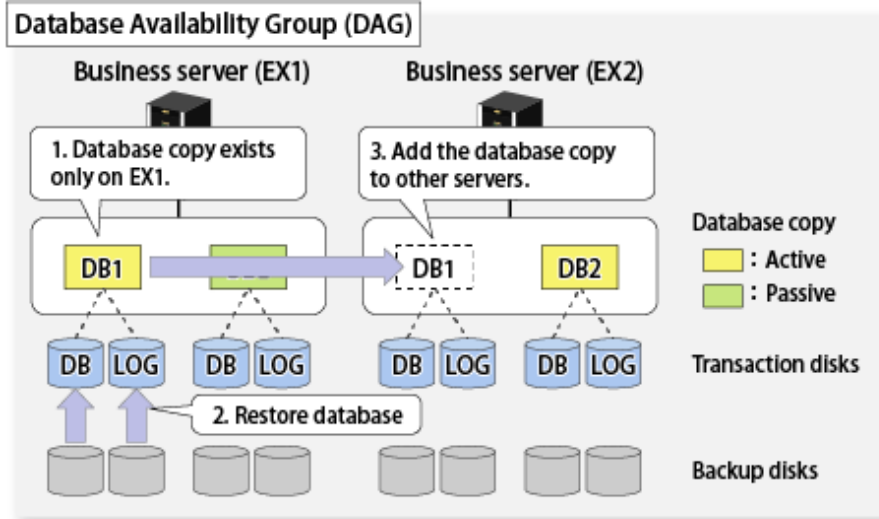 Database Availability Group (DAG)
Business server (EX1)
Business server (EX2)
1. Database copy exists
only on EX1.
3. Add the database copy
to other servers.
DB1
DB1
DB2
Database copy
: Active
: Passive
DB
LOG
DB
LOG
DB
LOG
DB
LOG
Transaction disks
2. Restore database
Backup disks